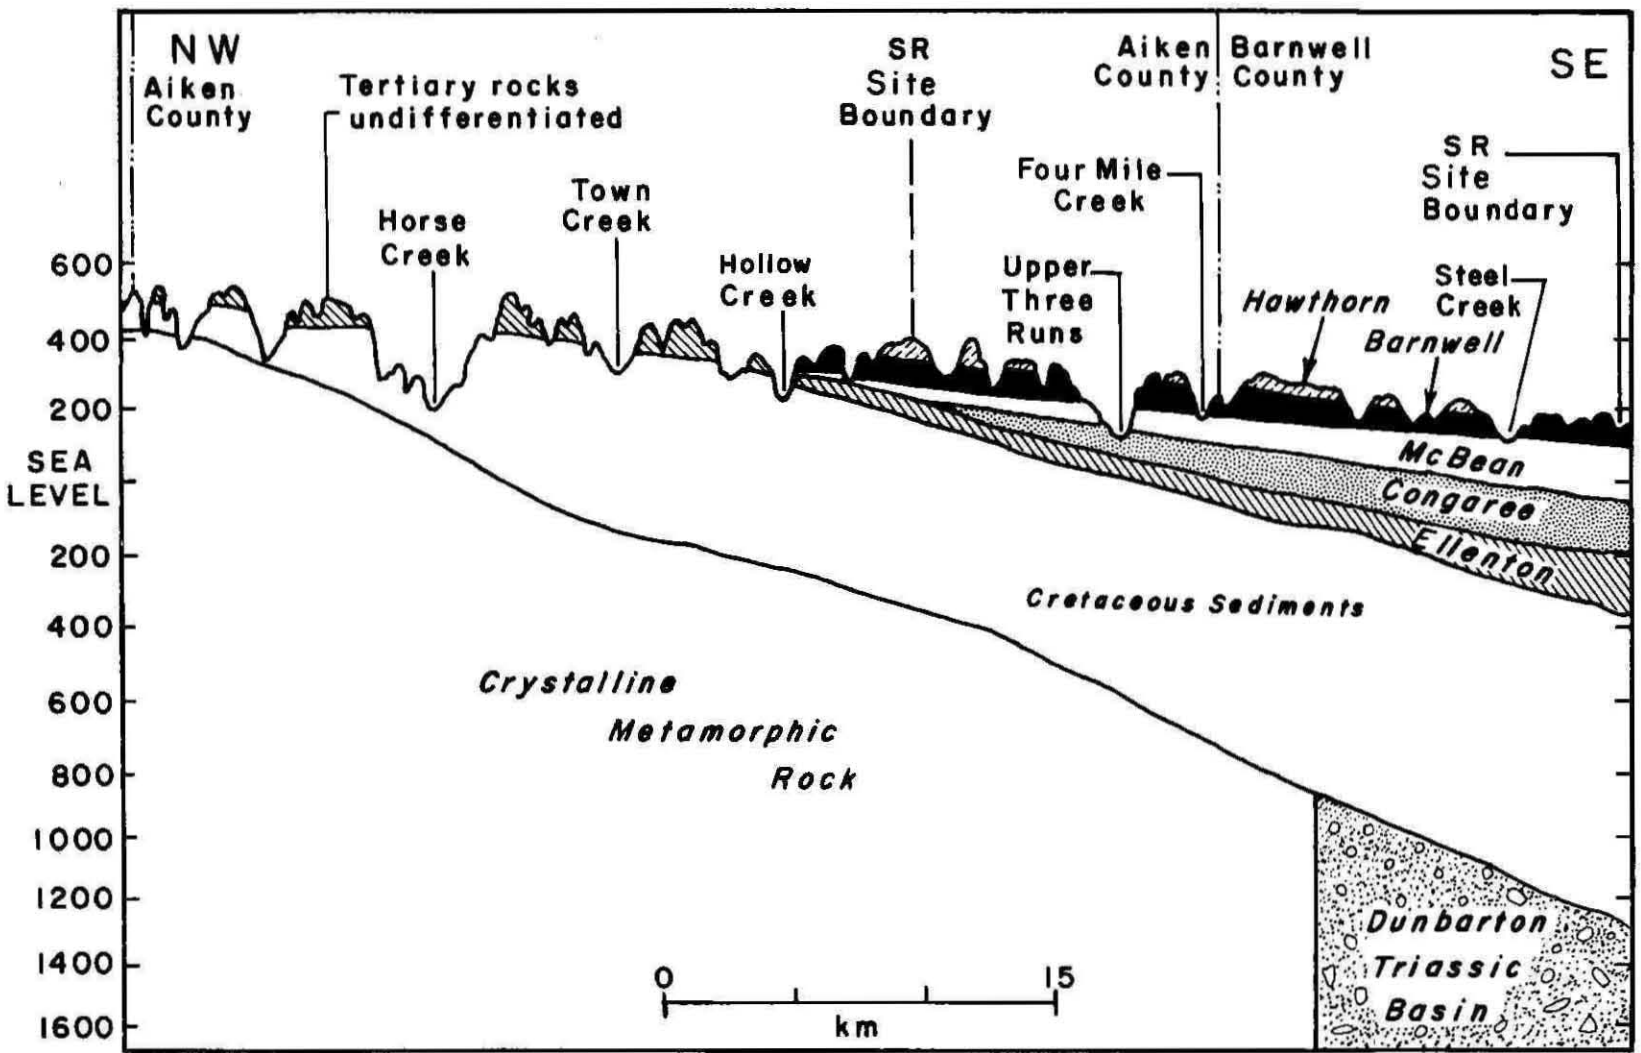 NW
Aiken
County
Tertiary rocks
undifferentiated
SR
Site
Boundary
Aiken
County
Barnwell
County
SE
Horse
Creek
Town
Creek
Hollow
Creek
Four Mile
Creek
Upper
Three
Runs
SR
Site
Boundary
Steel
Creek
Hawthorn
Barnwell
600
400
200
SEA
LEVEL
200
400
600
800
1000
1200
1400
1600
McBean
Congaree
Ellenton
Cretaceous Sediments
Crystalline
Metamorphic
Rock
Dunbarton
Triassic
Basin
0 15
km